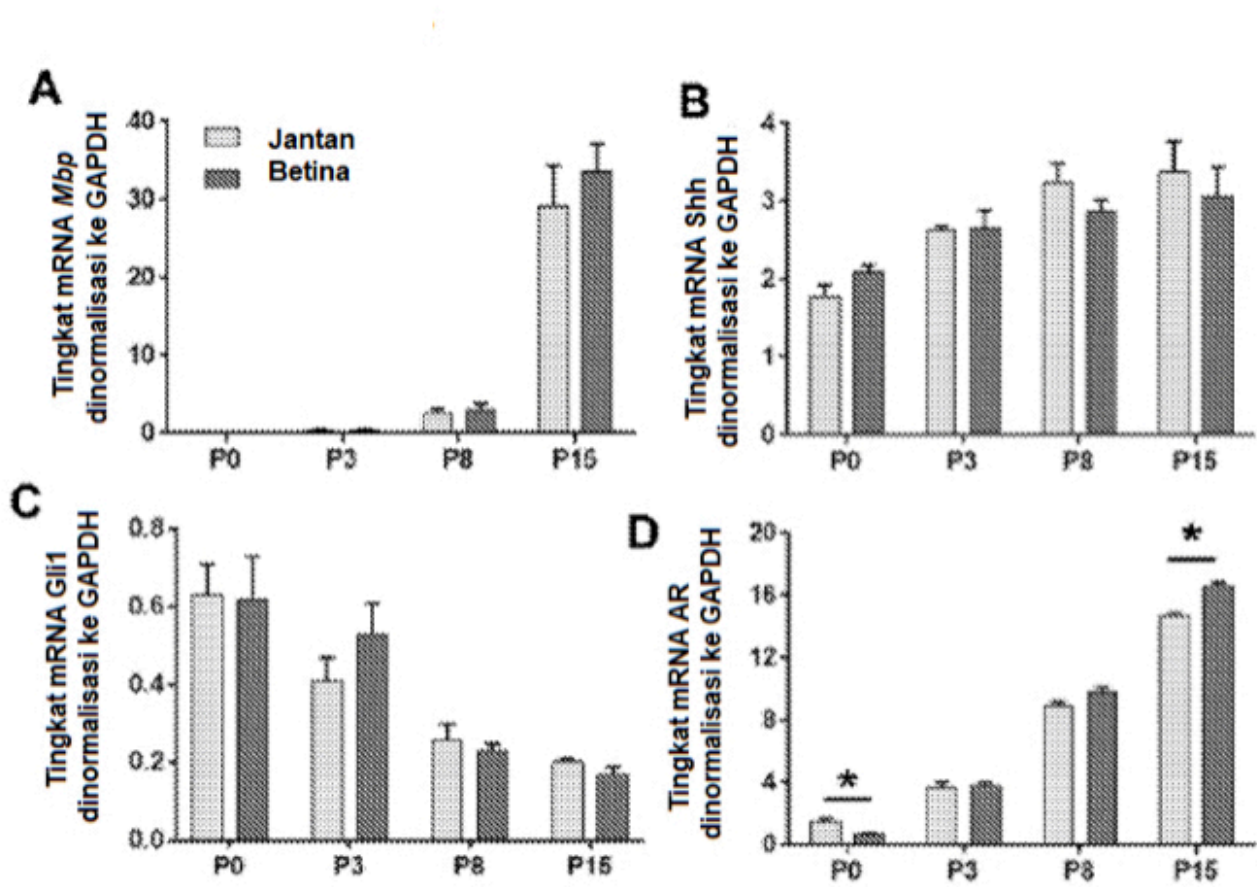 A
Tingkat mRNA Mbp
dinormalisasi ke GAPDH
40
30
20
10
0
Jantan
Betina
P0 P3 P8 P15
B
Tingkat mRNA Shh
dinormalisasi ke GAPDH
4
3
2
1
0
P0 P3 P8 P15
C
Tingkat mRNA Gli1
dinormalisasi ke GAPDH
0.8
0.6
0.4
0.2
0.0
P0 P3 P8 P15
D
Tingkat mRNA AR
dinormalisasi ke GAPDH
20
16
12
8
4
0
*
*
P0 P3 P8 P15